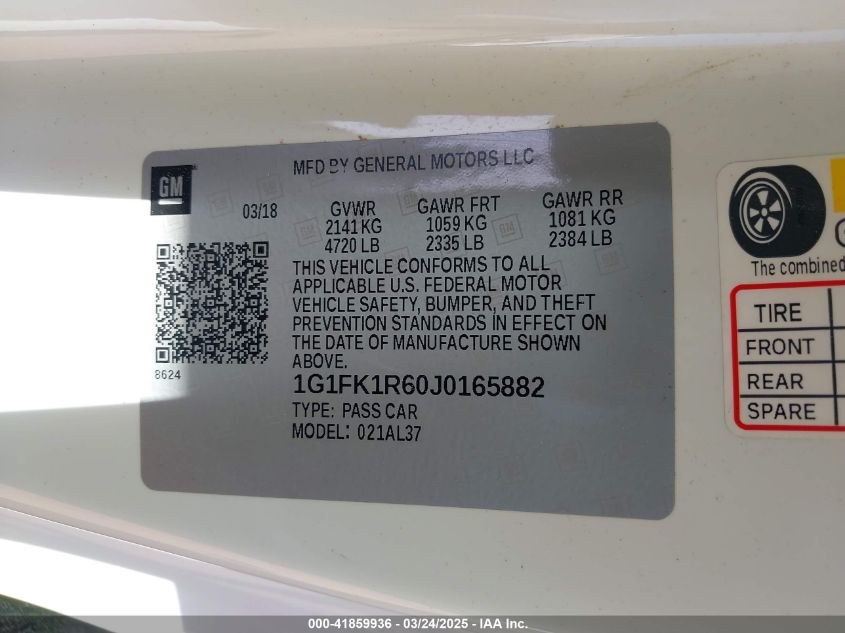 GM
MFD BY GENERAL MOTORS LLC
03/18
GVWR GAWR FRT GAWR RR
2141 KG 1059 KG 1081 KG
4720 LB 2335 LB 2384 LB
THIS VEHICLE CONFORMS TO ALL
APPLICABLE U.S. FEDERAL MOTOR
VEHICLE SAFETY, BUMPER, AND THEFT
PREVENTION STANDARDS IN EFFECT ON
THE DATE OF MANUFACTURE SHOWN
ABOVE.
8624
1G1FK1R60J0165882
TYPE: PASS CAR
MODEL: 021AL37
The combined
TIRE
FRONT
REAR
SPARE
000-41859936 - 03/24/2025 - IAA Inc.